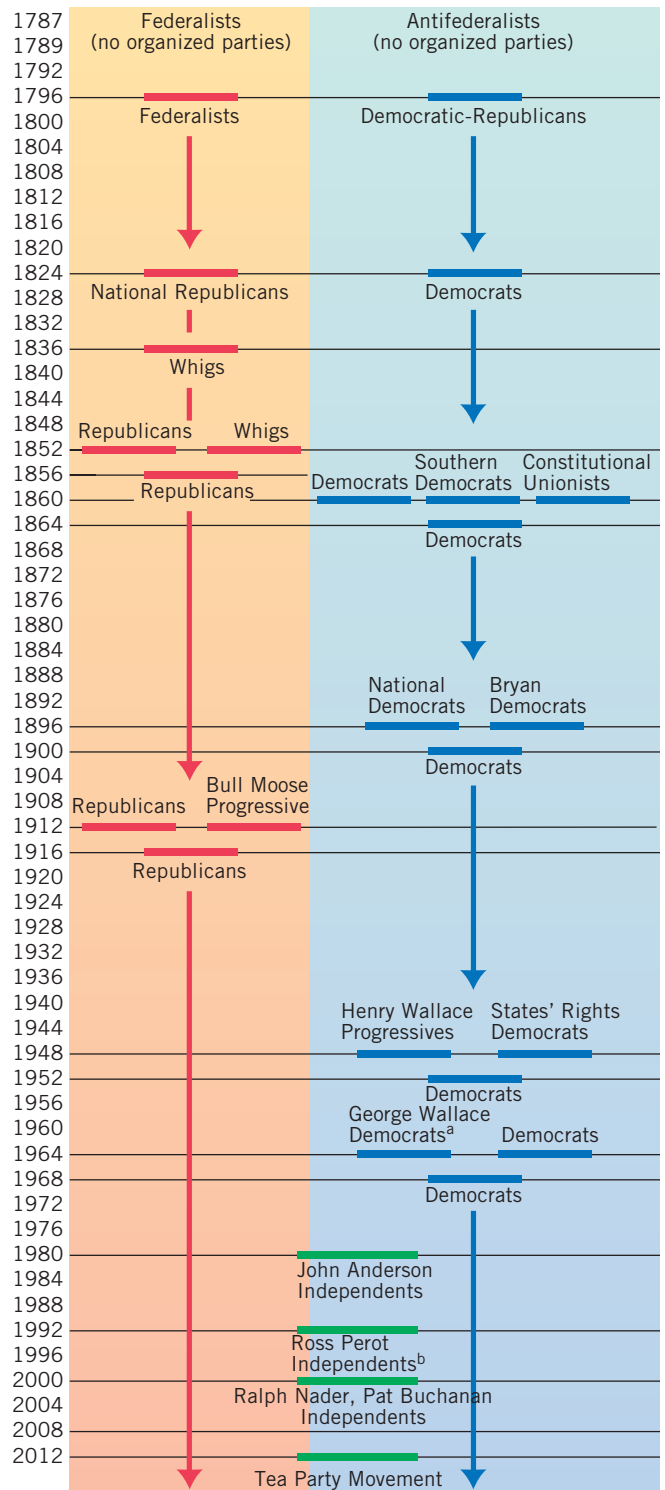 1787
Federalists
(no organized parties)
Antifederalists
(no organized parties)
1789
1792
1796
1800
Federalists
Democratic-Republicans
1804
1808
1812
1816
1820
1824
1828
National Republicans
Democrats
1832
1836
1840
Whigs
1844
1848
Republicans
Whigs
1852
1856
Republicans
Democrats
Southern
Democrats
Constitutional
Unionists
1860
1864
Democrats
1868
1872
1876
1880
1884
1888
National
Democrats
Bryan
Democrats
1892
1896
1900
Democrats
1904
1908
Republicans
Bull Moose
Progressive
1912
1916
Republicans
1920
1924
1928
1932
1936
1940
Henry Wallace
Progressives
States’ Rights
Democrats
1944
1948
1952
Democrats
1956
1960
George Wallace
Democratsᵃ
Democrats
1964
1968
Democrats
1972
1976
1980
John Anderson
Independents
1984
1988
1992
Ross Perot
Independentsᵇ
1996
2000
Ralph Nader, Pat Buchanan
Independents
2004
2008
2012
Tea Party Movement